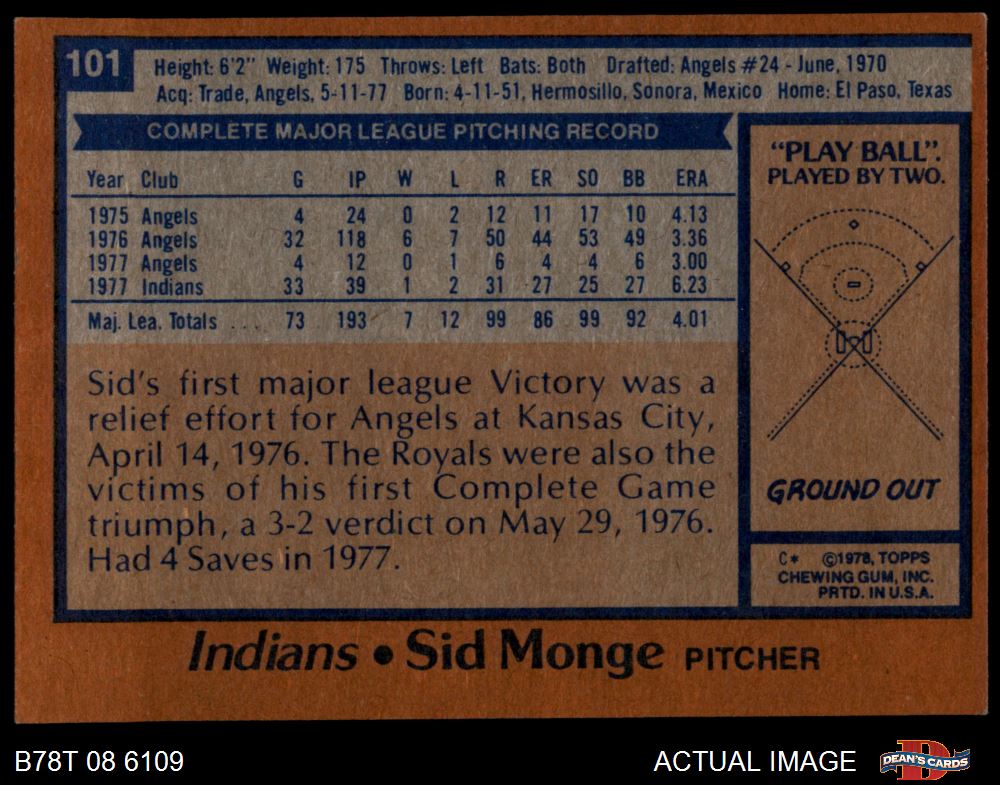 101
Height: 6'2" Weight: 175 Throws: Left Bats: Both Drafted: Angels #24 - June, 1970
Acq: Trade, Angels, 5-11-77 Born: 4-11-51, Hermosillo, Sonora, Mexico Home: El Paso, Texas
COMPLETE MAJOR LEAGUE PITCHING RECORD
Year Club G IP W L R ER SO BB ERA
1975 Angels 4 24 0 2 12 11 17 10 4.13
1976 Angels 32 118 6 7 50 44 53 49 3.36
1977 Angels 4 12 0 1 6 4 4 6 3.00
1977 Indians 33 39 1 2 31 27 25 27 6.23
Maj. Lea. Totals . . . 73 193 7 12 99 86 99 92 4.01
Sid's first major league Victory was a
relief effort for Angels at Kansas City,
April 14, 1976. The Royals were also the
victims of his first Complete Game
triumph, a 3-2 verdict on May 29, 1976.
Had 4 Saves in 1977.
"PLAY BALL".
PLAYED BY TWO.
GROUND OUT
C* ©1978, TOPPS
CHEWING GUM, INC.
PRTD. IN U.S.A.
Indians • Sid Monge PITCHER
B78T 08 6109
ACTUAL IMAGE
DEAN'S CARDS